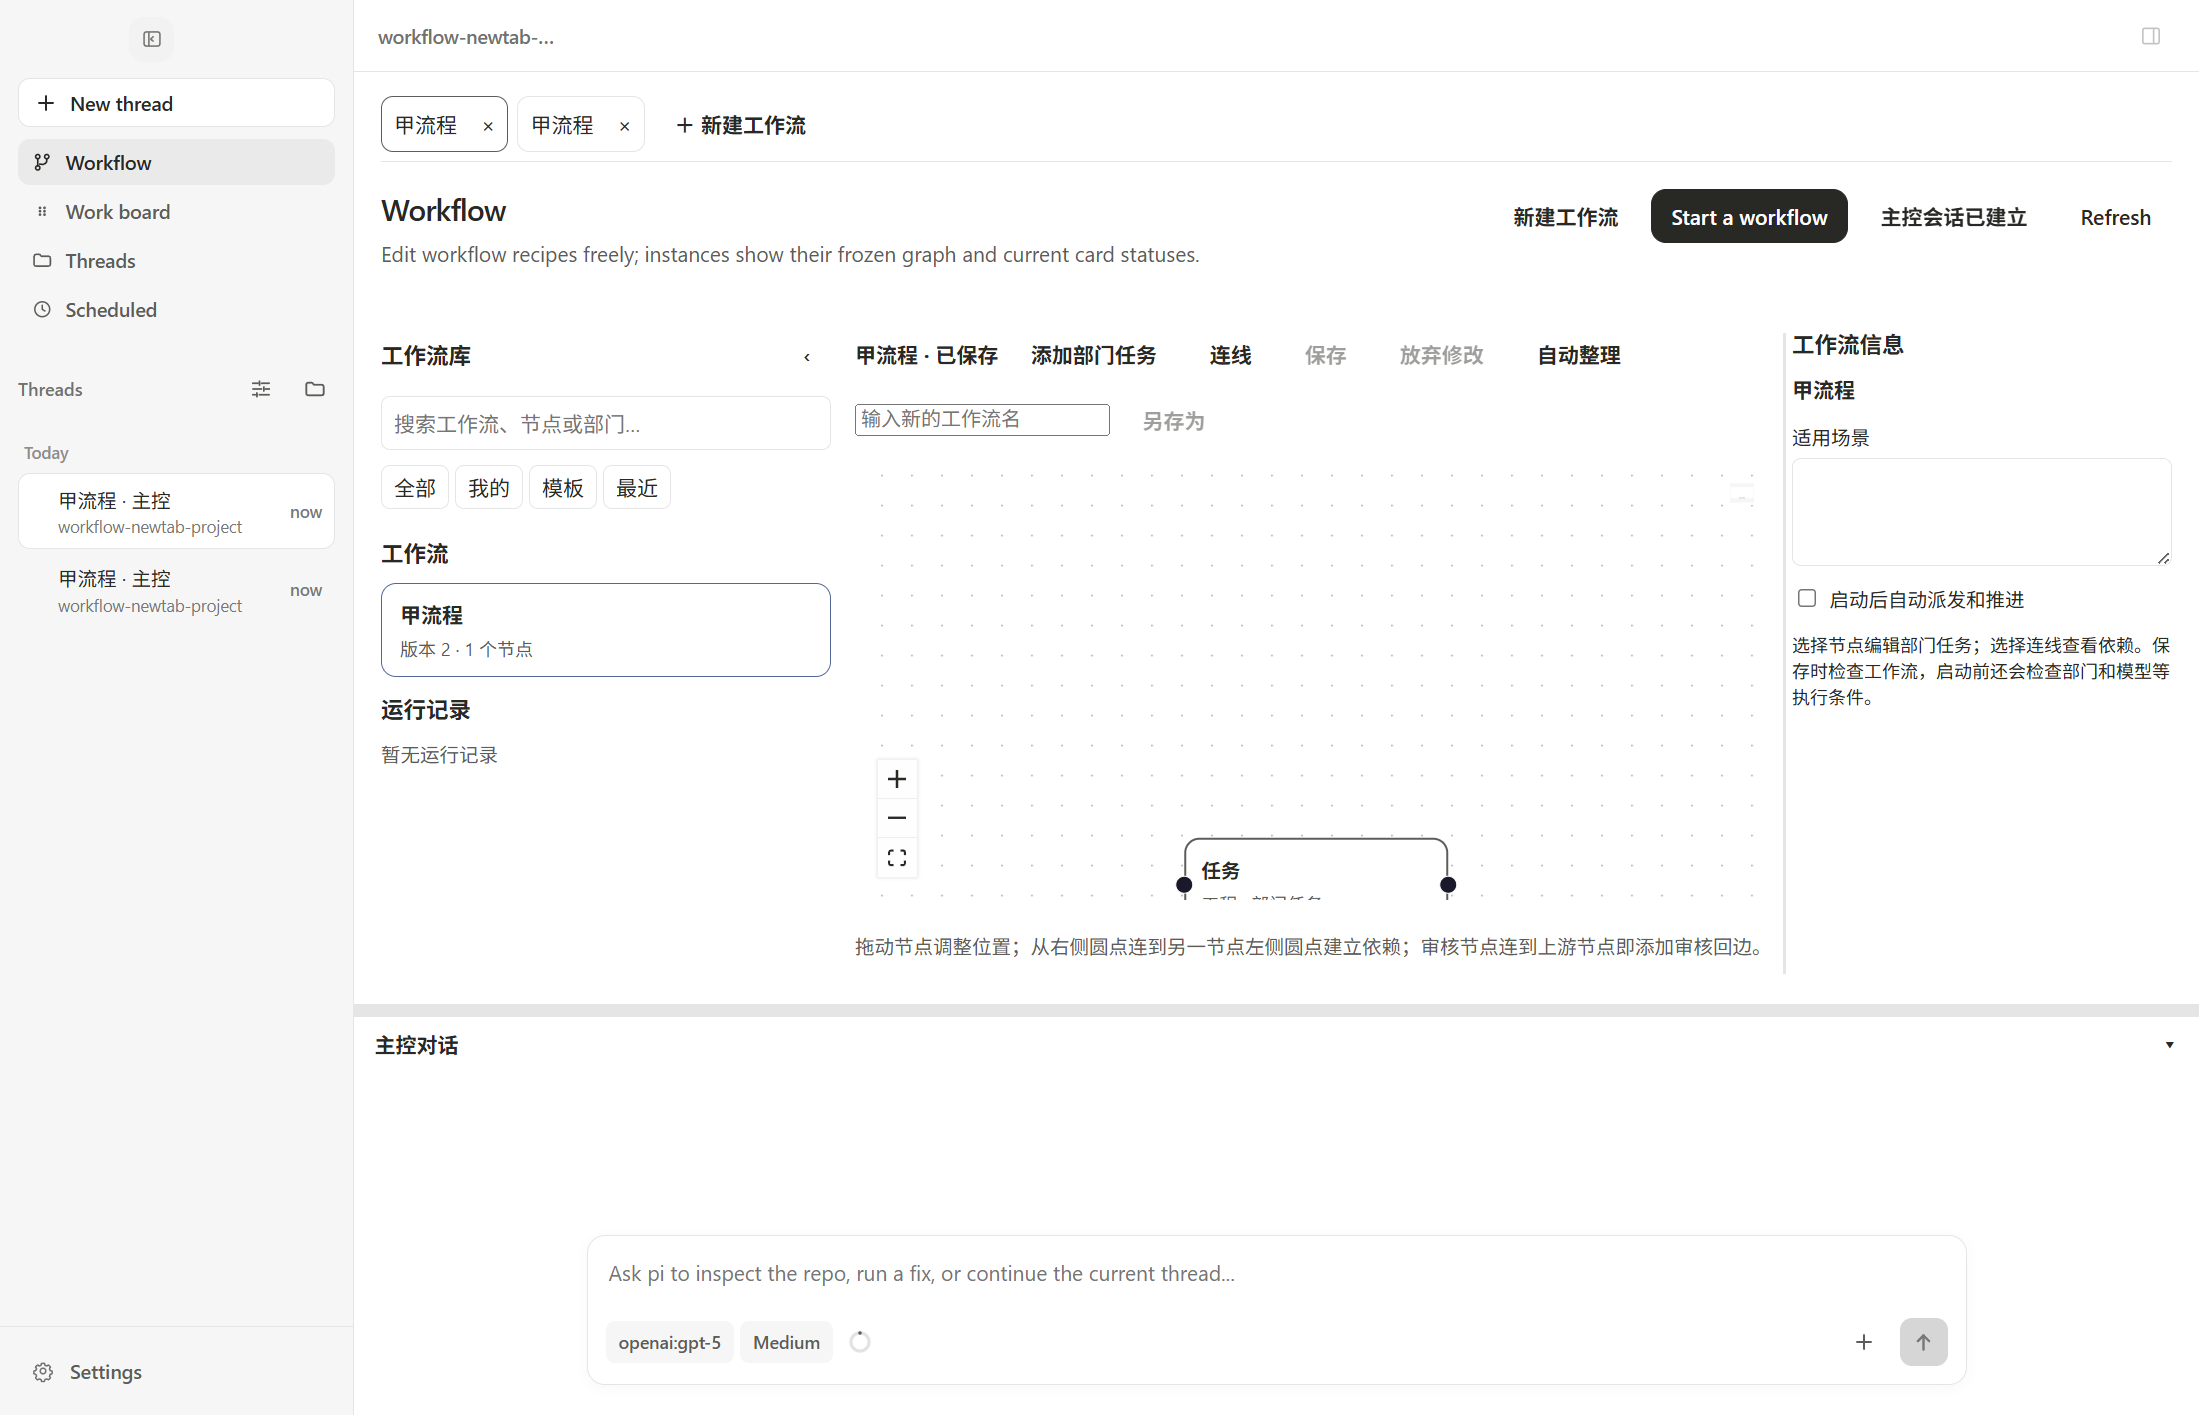 New thread
Workflow
Work board
Threads
Scheduled
Threads
Today
甲流程 · 主控
workflow-newtab-project
now
甲流程 · 主控
workflow-newtab-project
now
Settings
workflow-newtab-...
甲流程 ×
甲流程 ×
+ 新建工作流
Workflow
Edit workflow recipes freely; instances show their frozen graph and current card statuses.
新建工作流
Start a workflow
主控会话已建立
Refresh
工作流库
搜索工作流、节点或部门...
全部
我的
模板
最近
工作流
甲流程
版本 2 · 1 个节点
运行记录
暂无运行记录
甲流程 · 已保存
添加部门任务
连线
保存
放弃修改
自动整理
输入新的工作流名
另存为
任务
工程 · 部门任务
拖动节点调整位置；从右侧圆点连到另一节点左侧圆点建立依赖；审核节点连到上游节点即添加审核回边。
工作流信息
甲流程
适用场景
启动后自动派发和推进
选择节点编辑部门任务；选择连线查看依赖。保
存时检查工作流，启动前还会检查部门和模型等
执行条件。
主控对话
Ask pi to inspect the repo, run a fix, or continue the current thread...
openai:gpt-5
Medium